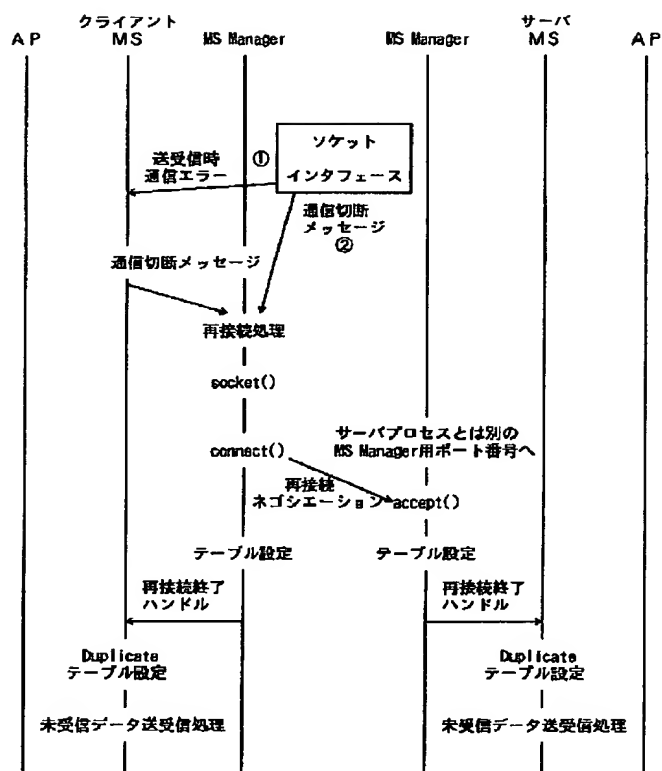 クライアント
サーバ
AP MS MS Manager MS Manager MS AP
ソケット
インタフェース
送受信時
通信エラー
①
通信切断
メッセージ
②
通信切断メッセージ
再接続処理
socket()
サーバプロセスとは別の
MS Manager用ポート番号へ
connect()
再接続
ネゴシエーション
accept()
テーブル設定 テーブル設定
再接続終了
ハンドル
再接続終了
ハンドル
Duplicate
テーブル設定
Duplicate
テーブル設定
未受信データ送受信処理 未受信データ送受信処理